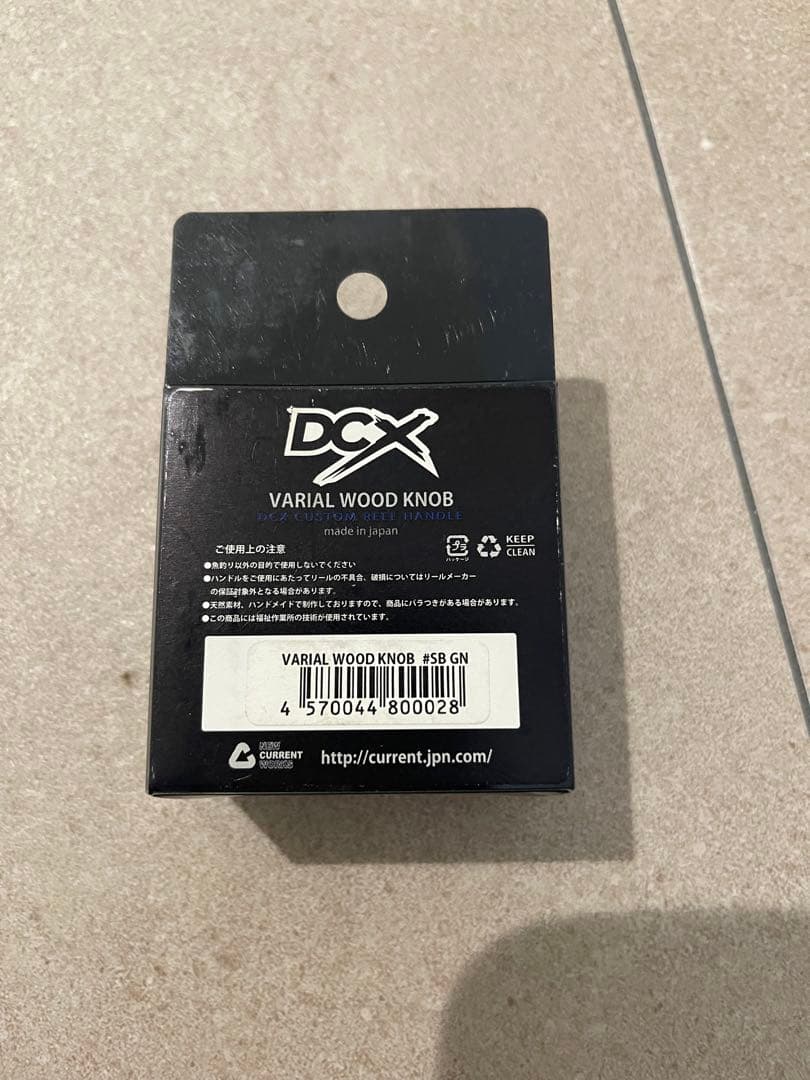 DCX
VARIAL WOOD KNOB
DCX CUSTOM REEL HANDLE
made in japan
ご使用上の注意
プラ
パッケージ
KEEP
CLEAN
●魚釣り以外の目的で使用しないでください
●ハンドルをご使用にあたってリールの不具合、破損についてはリールメーカー
の保証対象外となる場合があります。
●天然素材、ハンドメイドで制作しておりますので、商品にバラつきがある場合があります。
●この商品には福祉作業所の技術が使用されています。
VARIAL WOOD KNOB #SB GN
4 570044 800028
NEW
CURRENT
WORKS
http://current.jpn.com/